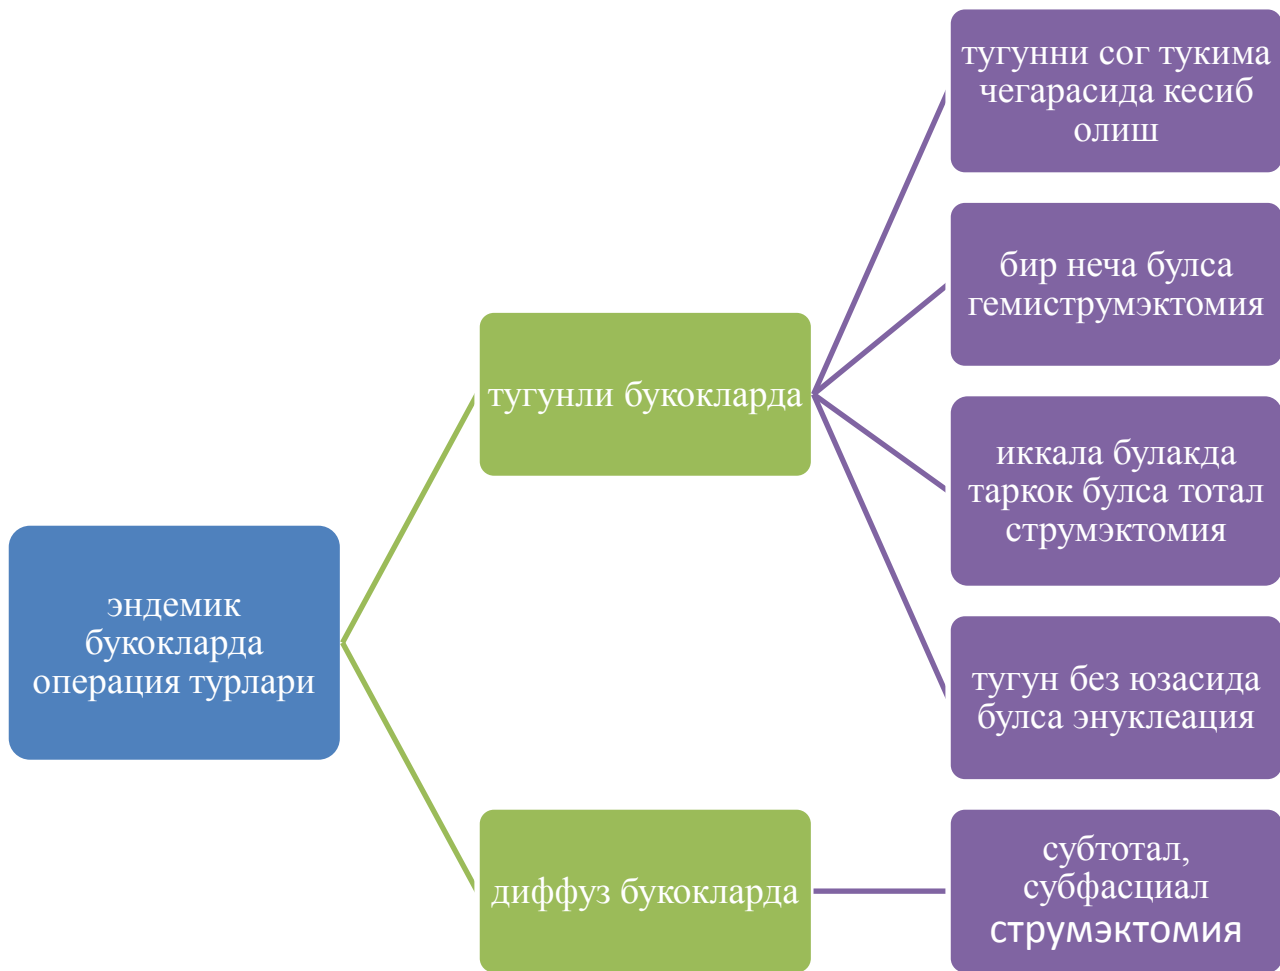 эндемик
букокларда
операция турлари
тугунли букокларда
тугунни сог тукима
чегарасида кесиб
олиш
бир неча булса
гемиструмэктомия
иккала булакда
таркок булса тотал
струмэктомия
тугун без юзасида
булса энуклеация
диффуз букокларда
субтотал,
субфасциал
струмэктомия